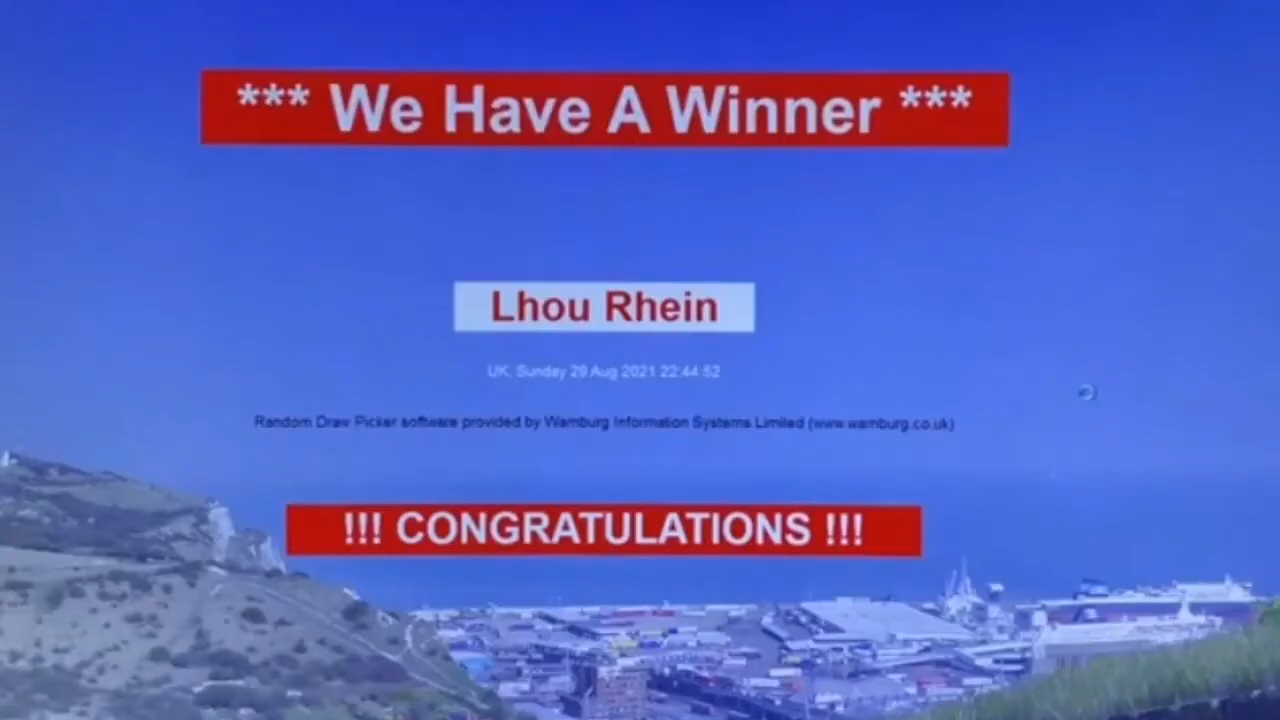 *** We Have A Winner ***
Lhou Rhein
UK, Sunday 29 Aug 2021 22:44:52
Random Draw Picker software provided by Wamburg Information Systems Limited (www.wamburg.co.uk)
!!! CONGRATULATIONS !!!